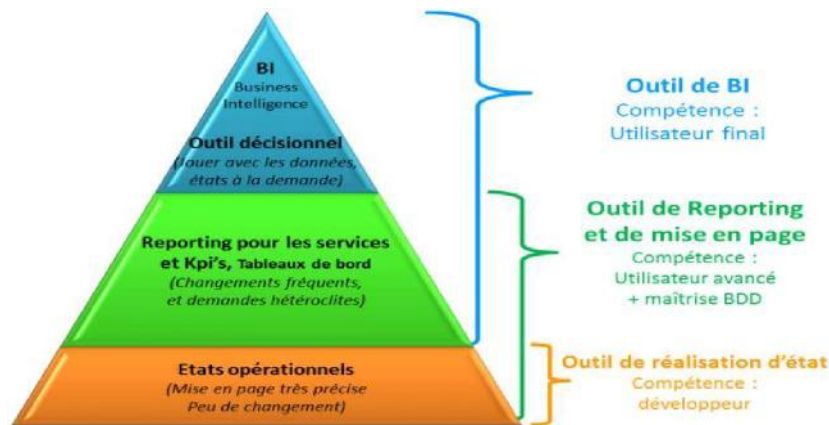 BI
Business
Intelligence
Outil décisionnel
(Jouer avec les données,
états à la demande)
Reporting pour les services
et Kpi's, Tableaux de bord
(Changements fréquents,
et demandes hétéroclites)
Etats opérationnels
(Mise en page très précise
Peu de changement)
Outil de BI
Compétence :
Utilisateur final
Outil de Reporting
et de mise en page
Compétence :
Utilisateur avancé
+ maîtrise BDD
Outil de réalisation d'état
Compétence :
développeur